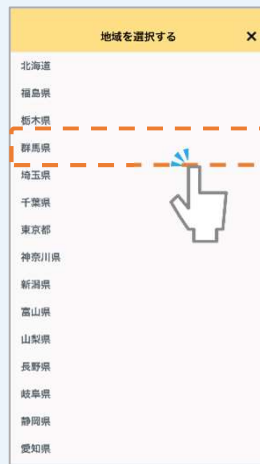 地域を選択する ×
北海道
福島県
栃木県
群馬県
埼玉県
千葉県
東京都
神奈川県
新潟県
富山県
山梨県
長野県
岐阜県
静岡県
愛知県